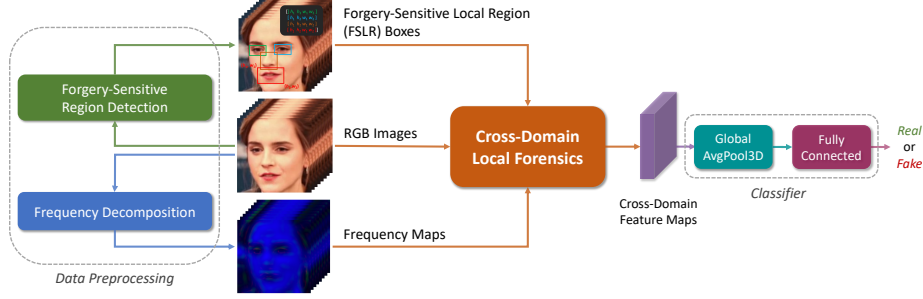 Forgery-Sensitive Local Region
(FSLR) Boxes
Forgery-Sensitive
Region Detection
RGB Images
Cross-Domain
Local Forensics
Global
AvgPool3D
Fully
Connected
Real
or
Fake
Classifier
Cross-Domain
Feature Maps
Frequency Decomposition
Frequency Maps
Data Preprocessing